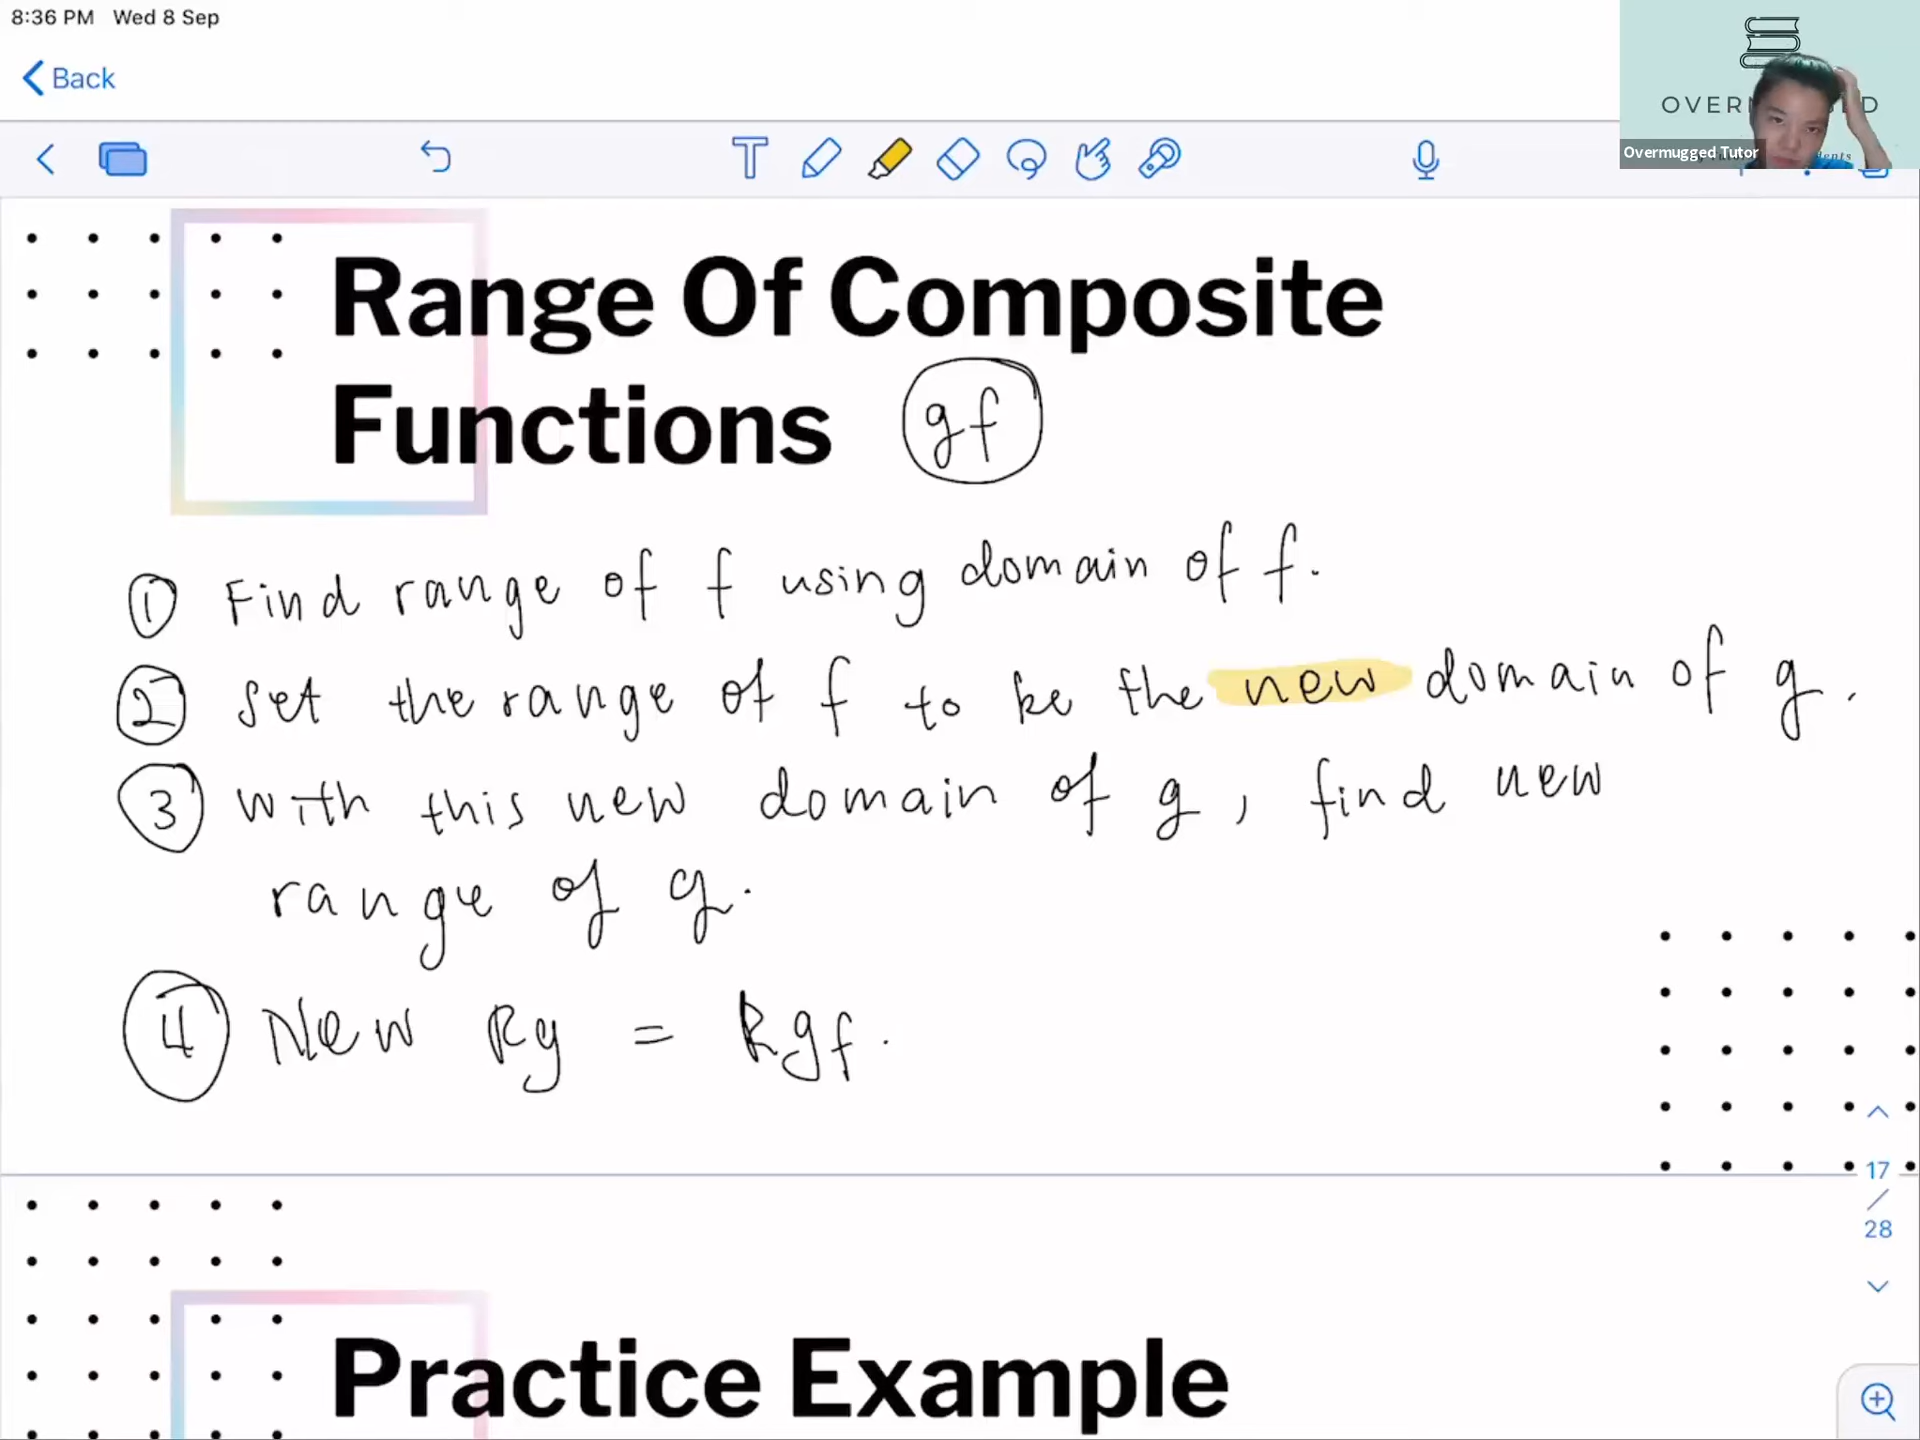 8:36 PM Wed 8 Sep
Back
OVER D
Overmugged Tutor
Range Of Composite
Functions gf
① Find range of f using domain of f.
② Set the range of f to be the new domain of g.
③ with this new domain of g, find new
range of g.
④ New Rg = Rgf.
17
/
28
Practice Example